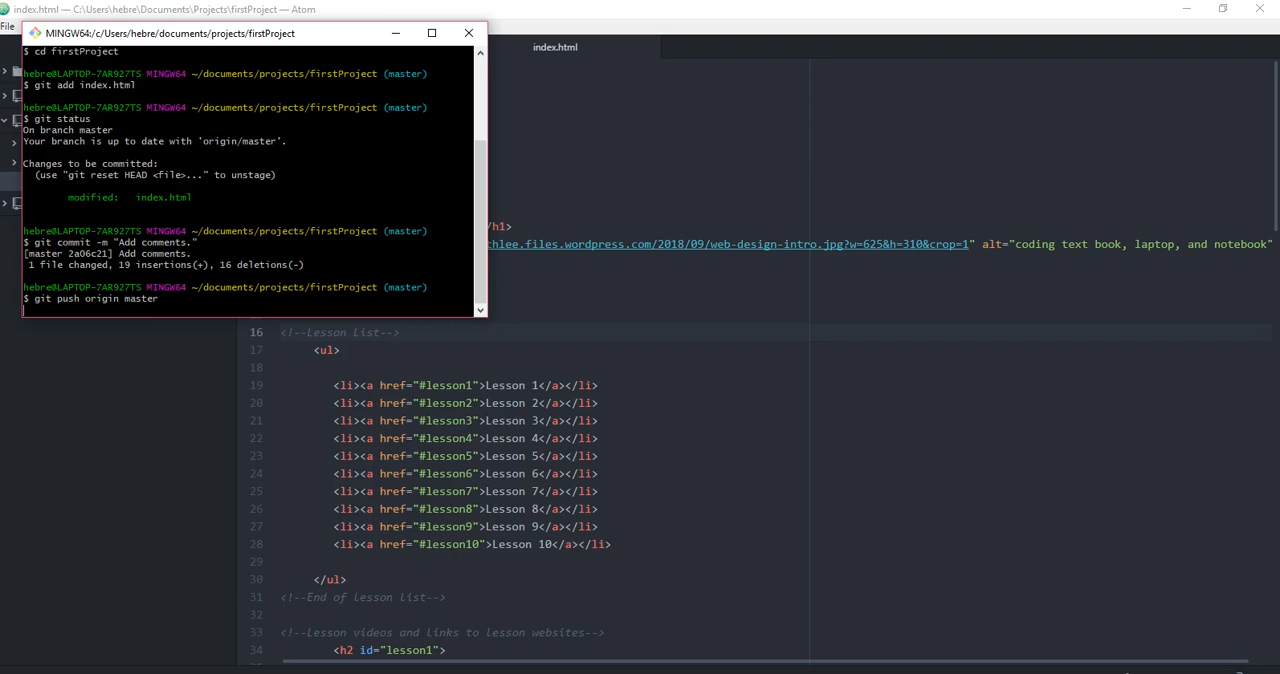 index.html — C:\Users\hebre\Documents\Projects\firstProject — Atom
File
MINGW64:/c/Users/hebre/documents/projects/firstProject
$ cd firstProject
hebre@LAPTOP-7AR927TS MINGW64 ~/documents/projects/firstProject (master)
$ git add index.html
hebre@LAPTOP-7AR927TS MINGW64 ~/documents/projects/firstProject (master)
$ git status
On branch master
Your branch is up to date with 'origin/master'.
Changes to be committed:
(use "git reset HEAD <file>..." to unstage)
modified: index.html
hebre@LAPTOP-7AR927TS MINGW64 ~/documents/projects/firstProject (master)
$ git commit -m "Add comments."
[master 2a06c21] Add comments.
1 file changed, 19 insertions(+), 16 deletions(-)
hebre@LAPTOP-7AR927TS MINGW64 ~/documents/projects/firstProject (master)
$ git push origin master
index.html
/h1>
thlee.files.wordpress.com/2018/09/web-design-intro.jpg?w=625&h=310&crop=1" alt="coding text book, laptop, and notebook"
16 <!--Lesson List-->
17 <ul>
18
19 <li><a href="#lesson1">Lesson 1</a></li>
20 <li><a href="#lesson2">Lesson 2</a></li>
21 <li><a href="#lesson3">Lesson 3</a></li>
22 <li><a href="#lesson4">Lesson 4</a></li>
23 <li><a href="#lesson5">Lesson 5</a></li>
24 <li><a href="#lesson6">Lesson 6</a></li>
25 <li><a href="#lesson7">Lesson 7</a></li>
26 <li><a href="#lesson8">Lesson 8</a></li>
27 <li><a href="#lesson9">Lesson 9</a></li>
28 <li><a href="#lesson10">Lesson 10</a></li>
29
30 </ul>
31 <!--End of lesson list-->
32
33 <!--Lesson videos and links to lesson websites-->
34 <h2 id="lesson1">